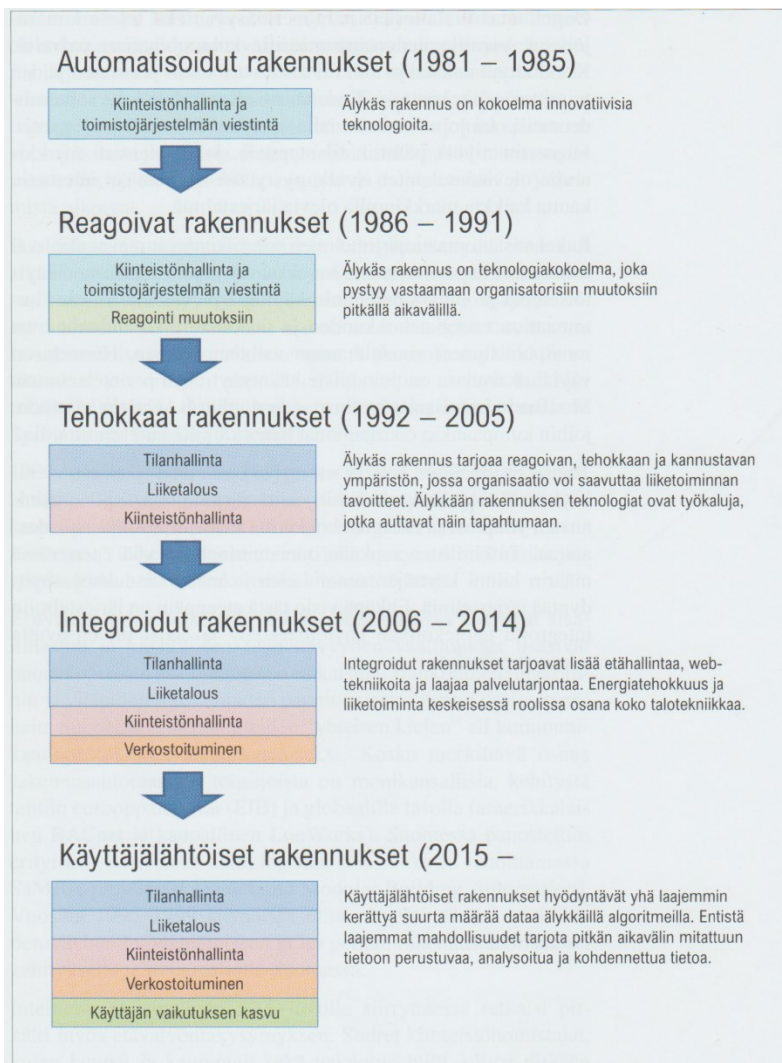 Automatisoidut rakennukset (1981 – 1985)
Kiinteistönhallinta ja
toimistojärjestelmän viestintä
Älykäs rakennus on kokoelma innovatiivisia
teknologioita.
Reagoivat rakennukset (1986 – 1991)
Kiinteistönhallinta ja
toimistojärjestelmän viestintä
Reagointi muutoksiin
Älykäs rakennus on teknologiakokoelma, joka
pystyy vastaamaan organisatorisiin muutoksiin
pitkällä aikavälillä.
Tehokkaat rakennukset (1992 – 2005)
Tilanhallinta
Liiketalous
Kiinteistönhallinta
Älykäs rakennus tarjoaa reagoivan, tehokkaan ja kannustavan
ympäristön, jossa organisaatio voi saavuttaa liiketoiminnan
tavoitteet. Älykkään rakennuksen teknologiat ovat työkaluja,
jotka auttavat näin tapahtumaan.
Integroidut rakennukset (2006 – 2014)
Tilanhallinta
Liiketalous
Kiinteistönhallinta
Verkostoituminen
Integroidut rakennukset tarjoavat lisää etähallintaa, web-
tekniikoita ja laajaa palvelutarjontaa. Energiatehokkuus ja
liiketoiminta keskeisessä roolissa osana koko talotekniikkaa.
Käyttäjälähtöiset rakennukset (2015 –
Tilanhallinta
Liiketalous
Kiinteistönhallinta
Verkostoituminen
Käyttäjän vaikutuksen kasvu
Käyttäjälähtöiset rakennukset hyödyntävät yhä laajemmin
kerättyä suurta määrää dataa älykkäillä algoritmeilla. Entistä
laajemmat mahdollisuudet tarjota pitkän aikavälin mitattuun
tietoon perustuvaa, analysoitua ja kohdennettua tietoa.